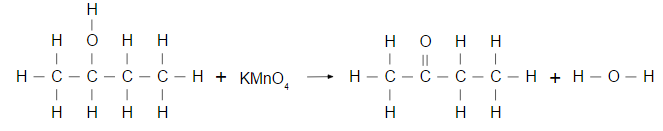 H
H O H H H O H H
H – C – C – C – C – H + KMnO₄ → H – C – C – C – C – H + H – O – H
H H H H H H H